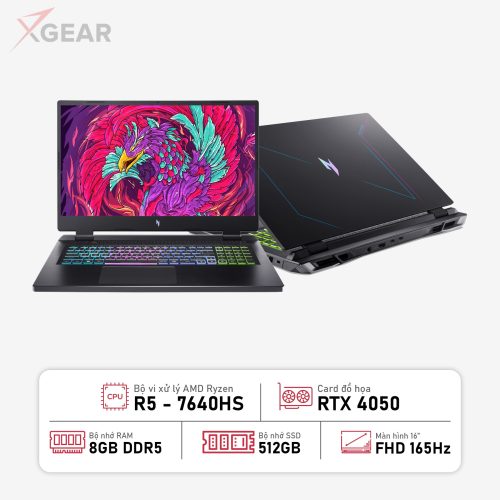 XGEAR
CPU
Bộ vi xử lý AMD Ryzen
R5 - 7640HS
Card đồ họa
RTX 4050
Bộ nhớ RAM
8GB DDR5
Bộ nhớ SSD
512GB
Màn hình 16"
FHD 165Hz